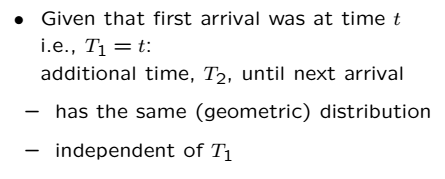 • Given that first arrival was at time t
i.e., T₁ = t:
additional time, T₂, until next arrival
– has the same (geometric) distribution
– independent of T₁